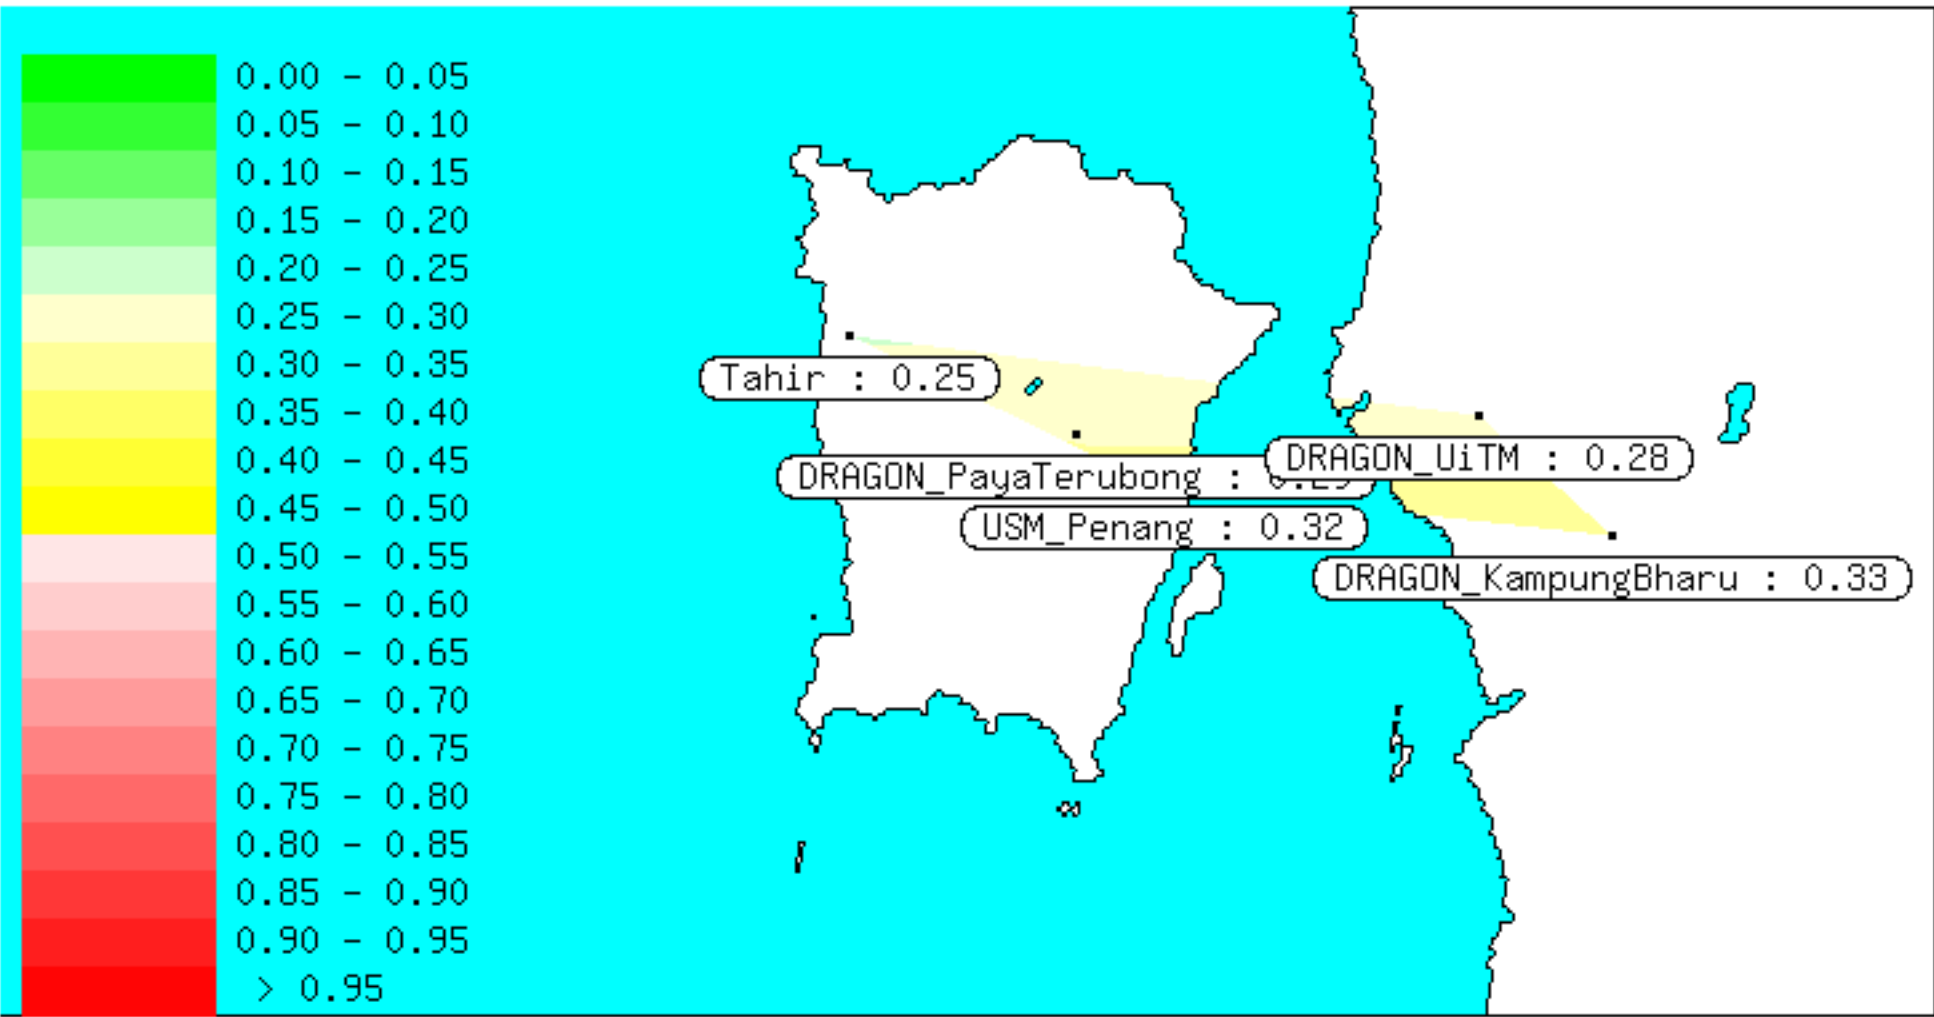 0.00 - 0.05
0.05 - 0.10
0.10 - 0.15
0.15 - 0.20
0.20 - 0.25
0.25 - 0.30
0.30 - 0.35
0.35 - 0.40
0.40 - 0.45
0.45 - 0.50
0.50 - 0.55
0.55 - 0.60
0.60 - 0.65
0.65 - 0.70
0.70 - 0.75
0.75 - 0.80
0.80 - 0.85
0.85 - 0.90
0.90 - 0.95
> 0.95
Tahir : 0.25
DRAGON_PayaTerubong :
DRAGON_UiTM : 0.28
USM_Penang : 0.32
DRAGON_KampungBharu : 0.33